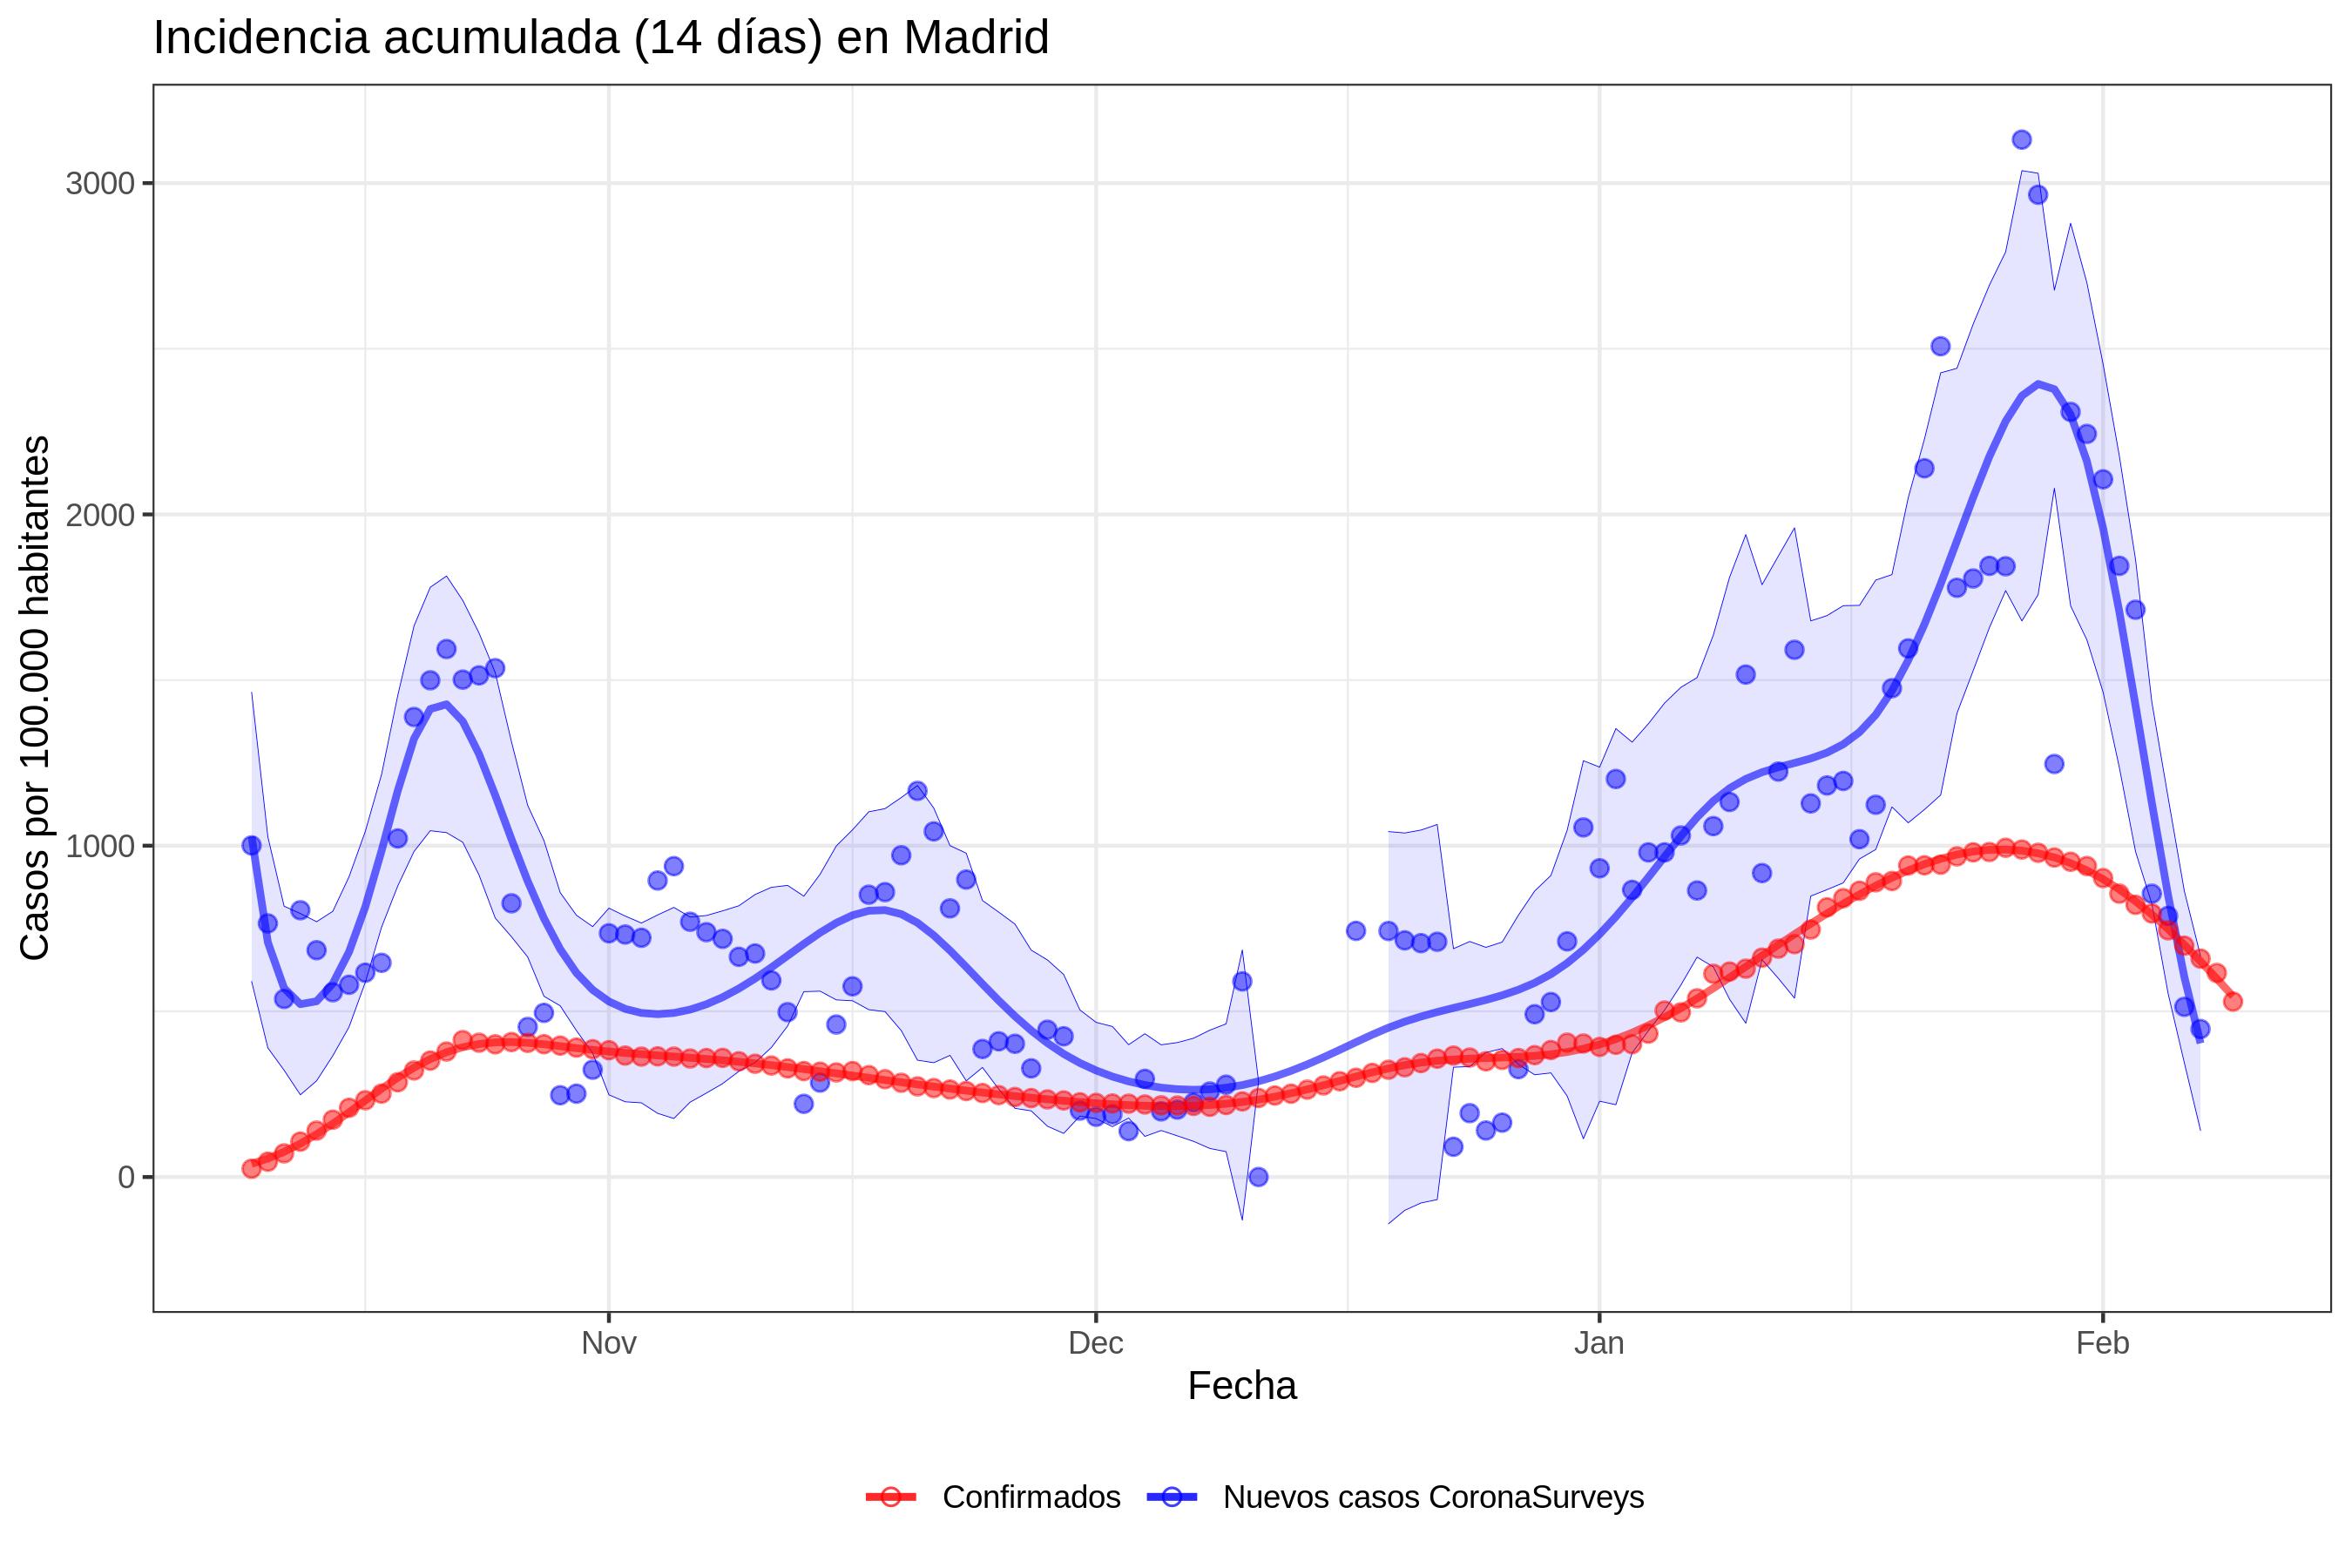 Incidencia acumulada (14 días) en Madrid
Casos por 100.000 habitantes
3000
2000
1000
0
Nov Dec Jan Feb
Fecha
Confirmados Nuevos casos CoronaSurveys